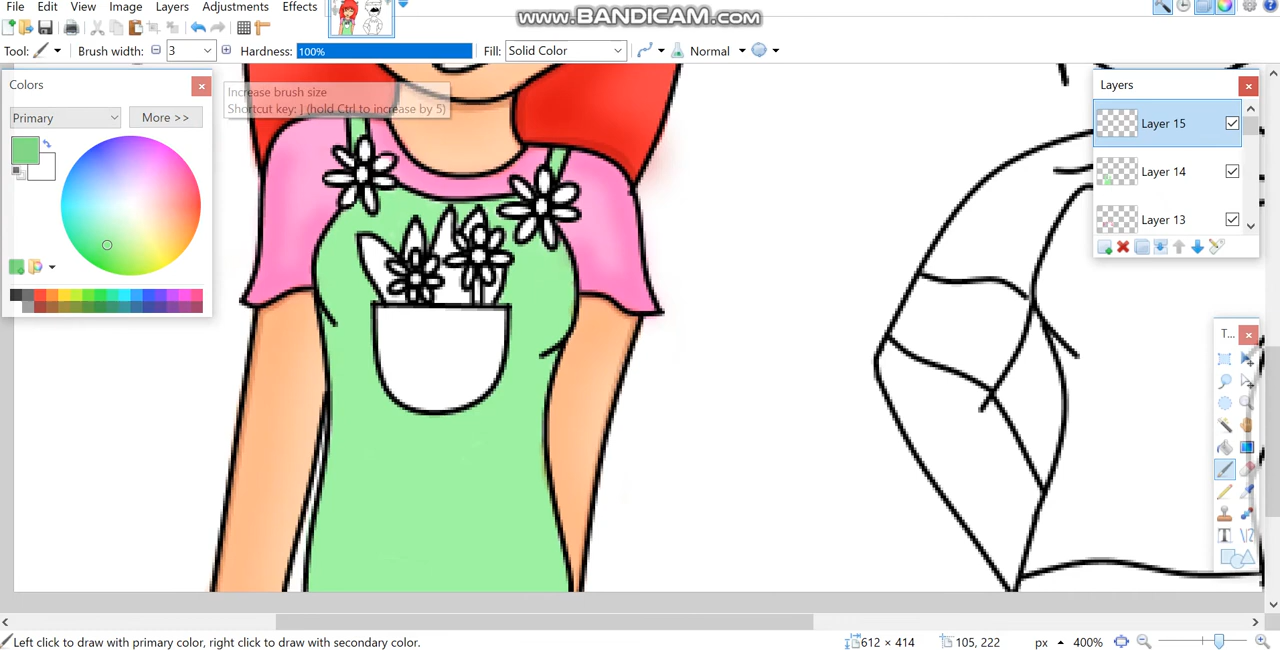 File Edit View Image Layers Adjustments Effects
www.BANDICAM.com
Tool: Brush width: 3 Hardness: 100% Fill: Solid Color Normal
Colors
Primary More >>
Increase brush size
Shortcut key: ] (hold Ctrl to increase by 5)
Layers
Layer 15
Layer 14
Layer 13
T...
Left click to draw with primary color, right click to draw with secondary color.
612 × 414 105, 222 px 400%